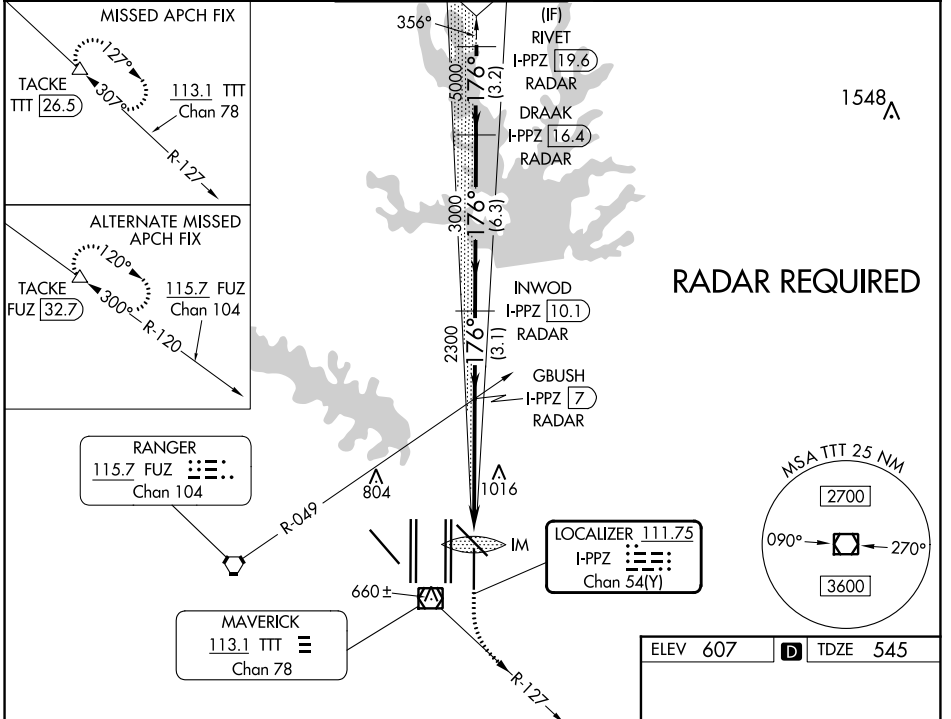 MISSED APCH FIX
127°
TACKE
TTT 26.5
307°
113.1 TTT
Chan 78
R-127
ALTERNATE MISSED
APCH FIX
120°
TACKE
FUZ 32.7
300°
115.7 FUZ
Chan 104
R-120
356°
(IF)
RIVET
I-PPZ 19.6
RADAR
5000
176°
(3.2)
DRAAK
I-PPZ 16.4
RADAR
3000
176°
(6.3)
INWOD
I-PPZ 10.1
RADAR
2300
176°
(3.1)
GBUSH
I-PPZ 7
RADAR
1548
RADAR REQUIRED
RANGER
115.7 FUZ
Chan 104
R-049
804
1016
IM
LOCALIZER 111.75
I-PPZ
Chan 54(Y)
660±
MAVERICK
113.1 TTT
Chan 78
R-127
MSA TTT 25 NM
2700
090°
270°
3600
ELEV 607 D TDZE 545